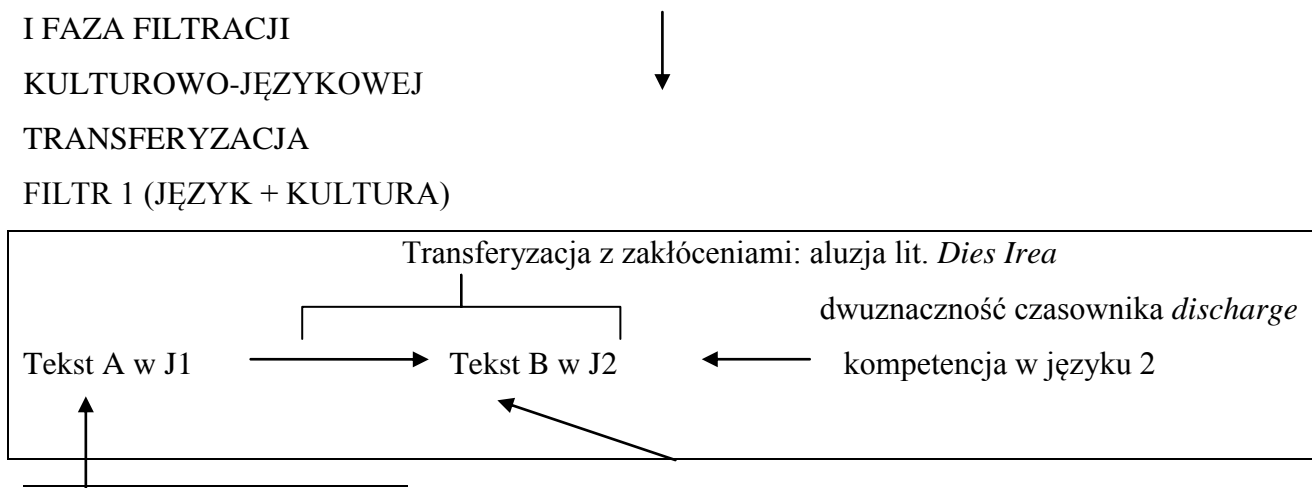 I FAZA FILTRACJI
KULTUROWO-JĘZYKOWEJ
TRANSFERYZACJA
FILTR 1 (JĘZYK + KULTURA)
Transferyzacja z zakłóceniami: aluzja lit. Dies Irea
dwuznaczność czasownika discharge
Tekst A w J1 Tekst B w J2 kompetencja w języku 2